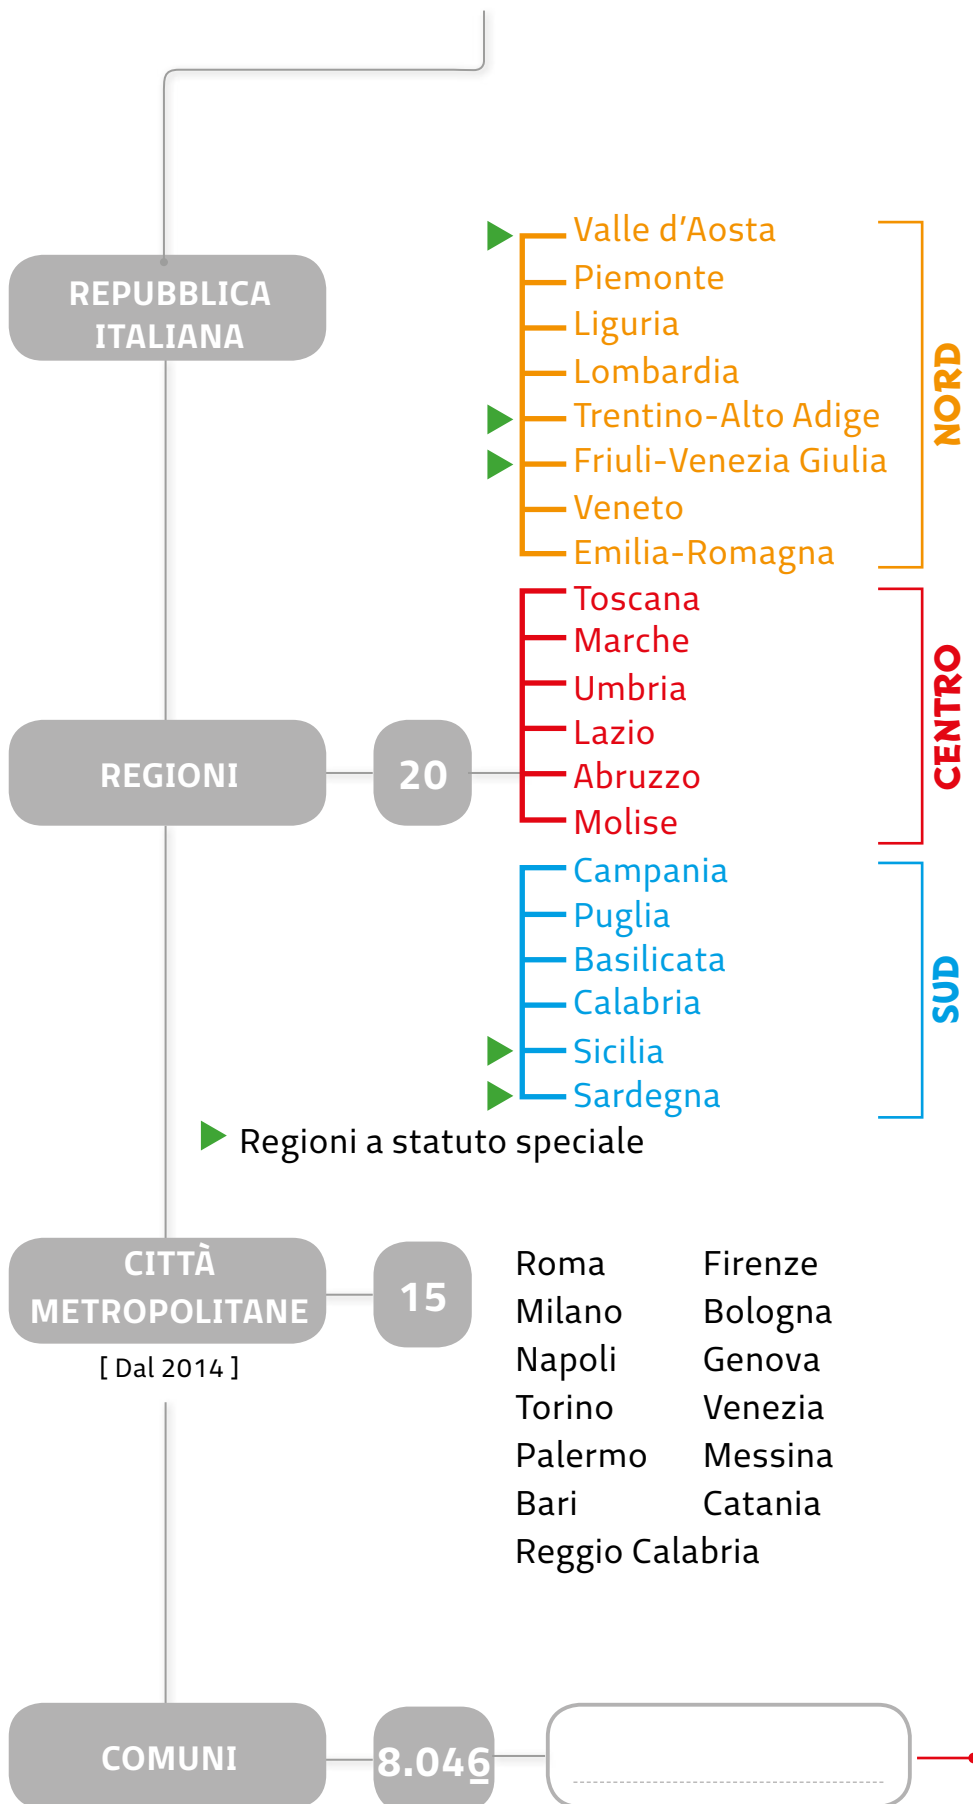 REPUBBLICA
ITALIANA
Valle d’Aosta
Piemonte
Liguria
Lombardia
Trentino-Alto Adige
Friuli-Venezia Giulia
Veneto
Emilia-Romagna
NORD
REGIONI
20
Toscana
Marche
Umbria
Lazio
Abruzzo
Molise
CENTRO
Campania
Puglia
Basilicata
Calabria
Sicilia
Sardegna
SUD
Regioni a statuto speciale
CITTÀ
METROPOLITANE
[ Dal 2014 ]
15
Roma
Milano
Napoli
Torino
Palermo
Bari
Reggio Calabria
Firenze
Bologna
Genova
Venezia
Messina
Catania
COMUNI
8.046